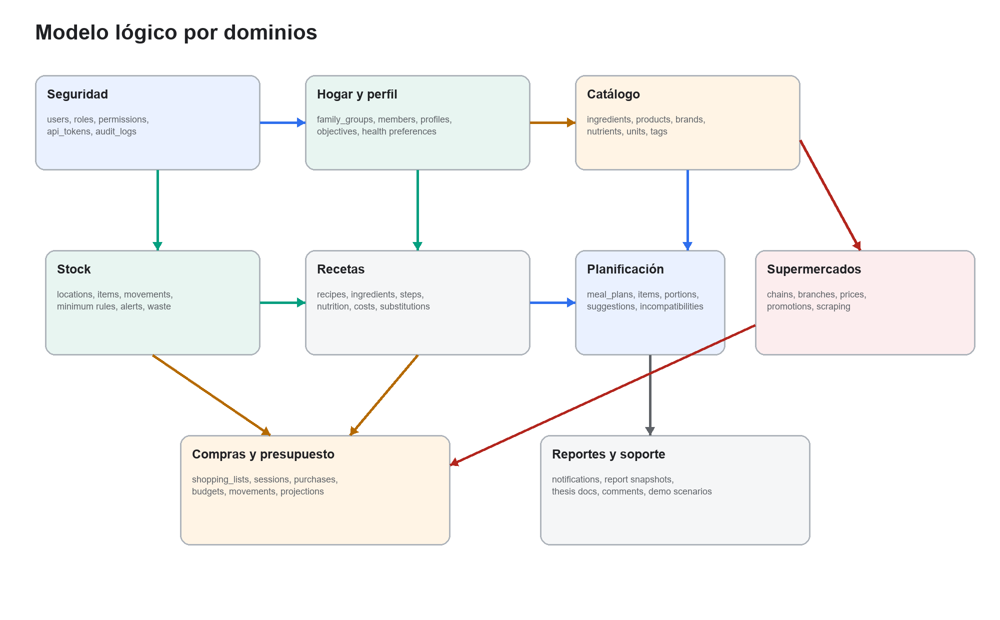 Modelo lógico por dominios
Seguridad
users, roles, permissions,
api_tokens, audit_logs
Hogar y perfil
family_groups, members, profiles,
objectives, health preferences
Catálogo
ingredients, products, brands,
nutrients, units, tags
Stock
locations, items, movements,
minimum rules, alerts, waste
Recetas
recipes, ingredients, steps,
nutrition, costs, substitutions
Planificación
meal_plans, items, portions,
suggestions, incompatibilities
Supermercados
chains, branches, prices,
promotions, scraping
Compras y presupuesto
shopping_lists, sessions, purchases,
budgets, movements, projections
Reportes y soporte
notifications, report snapshots,
thesis docs, comments, demo scenarios